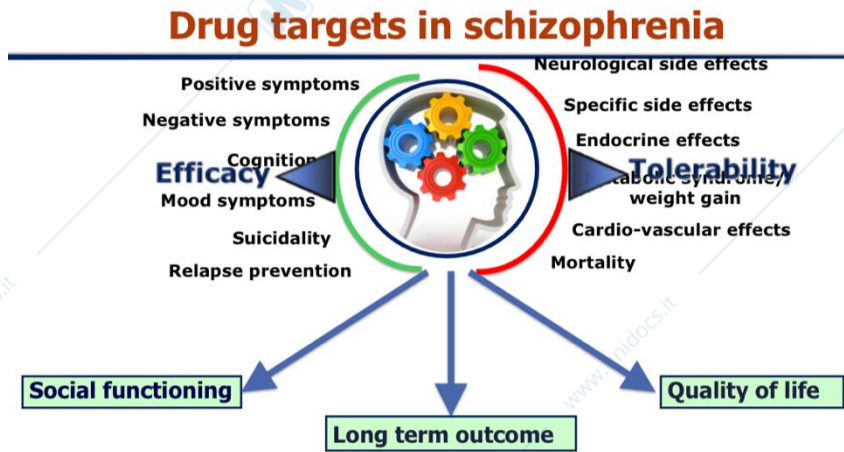 Drug targets in schizophrenia
Positive symptoms
Negative symptoms
Cognition
Efficacy
Mood symptoms
Suicidality
Relapse prevention
Neurological side effects
Specific side effects
Endocrine effects
Tolerability
syndrome/
weight gain
Cardio-vascular effects
Mortality
Social functioning
Long term outcome
Quality of life